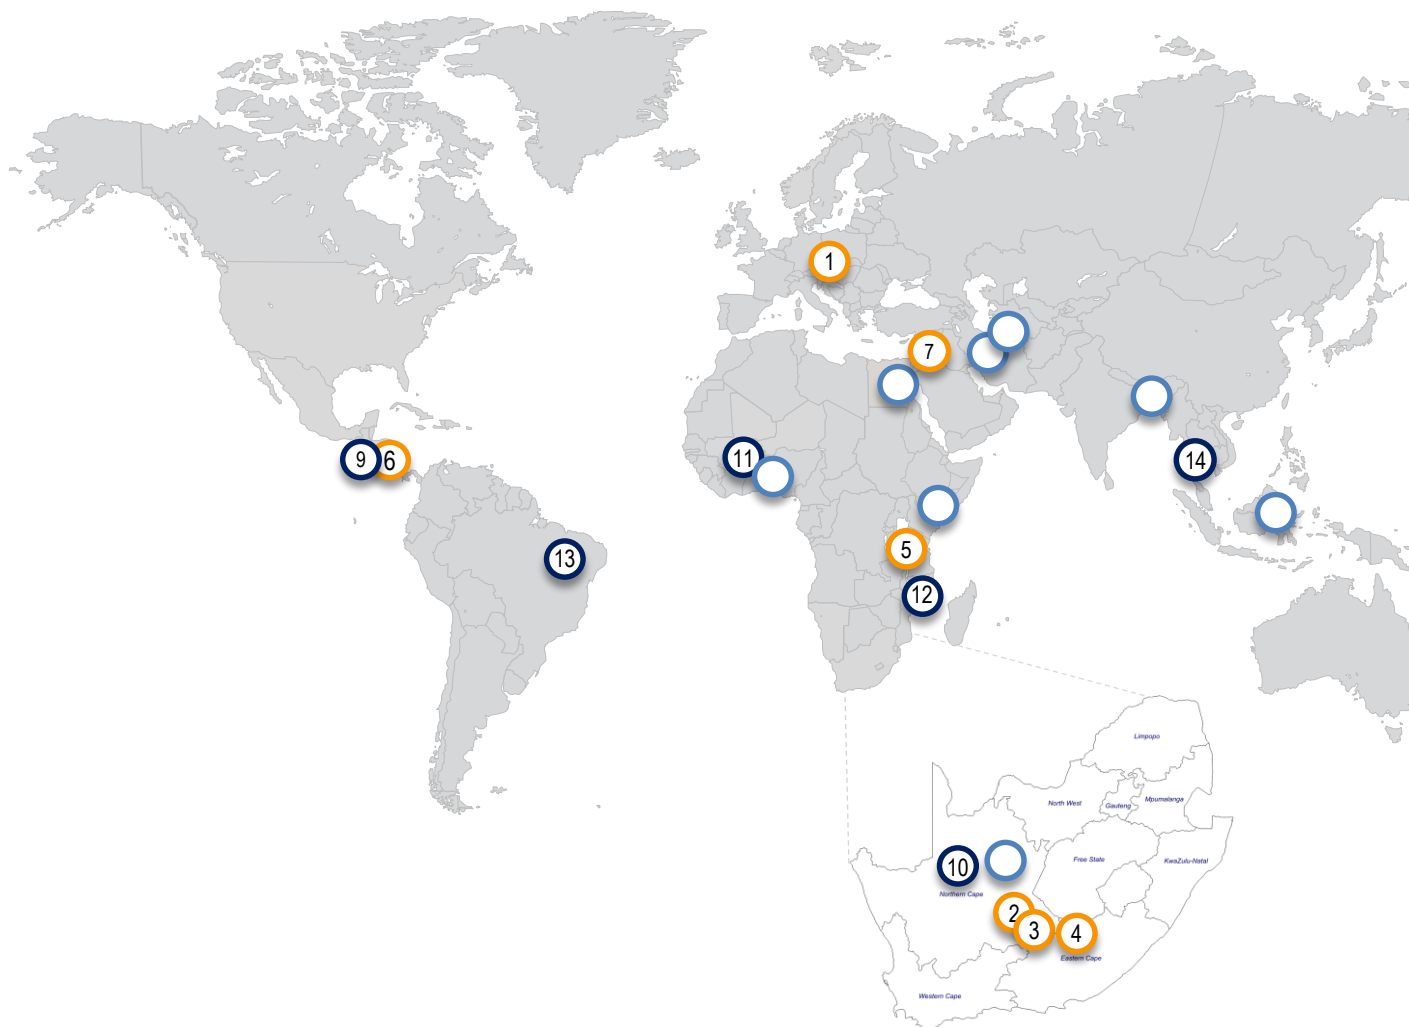 1
7
9
6
11
14
13
5
12
Limpopo
North West
Gauteng
Mpumalanga
Free State
KwaZulu-Natal
10
Northern Cape
2
3
4
Eastern Cape
Western Cape